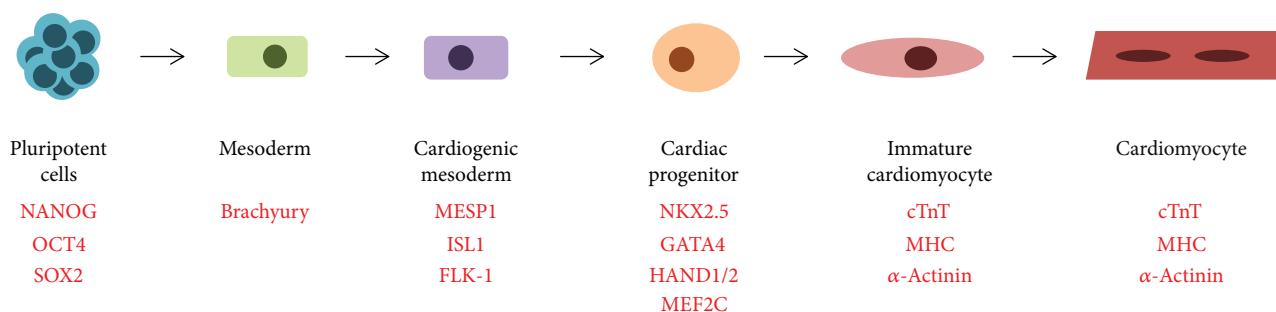 Pluripotent
cells
NANOG
OCT4
SOX2
Mesoderm
Brachyury
Cardiogenic
mesoderm
MESP1
ISL1
FLK-1
Cardiac
progenitor
NKX2.5
GATA4
HAND1/2
MEF2C
Immature
cardiomyocyte
cTnT
MHC
α-Actinin
Cardiomyocyte
cTnT
MHC
α-Actinin